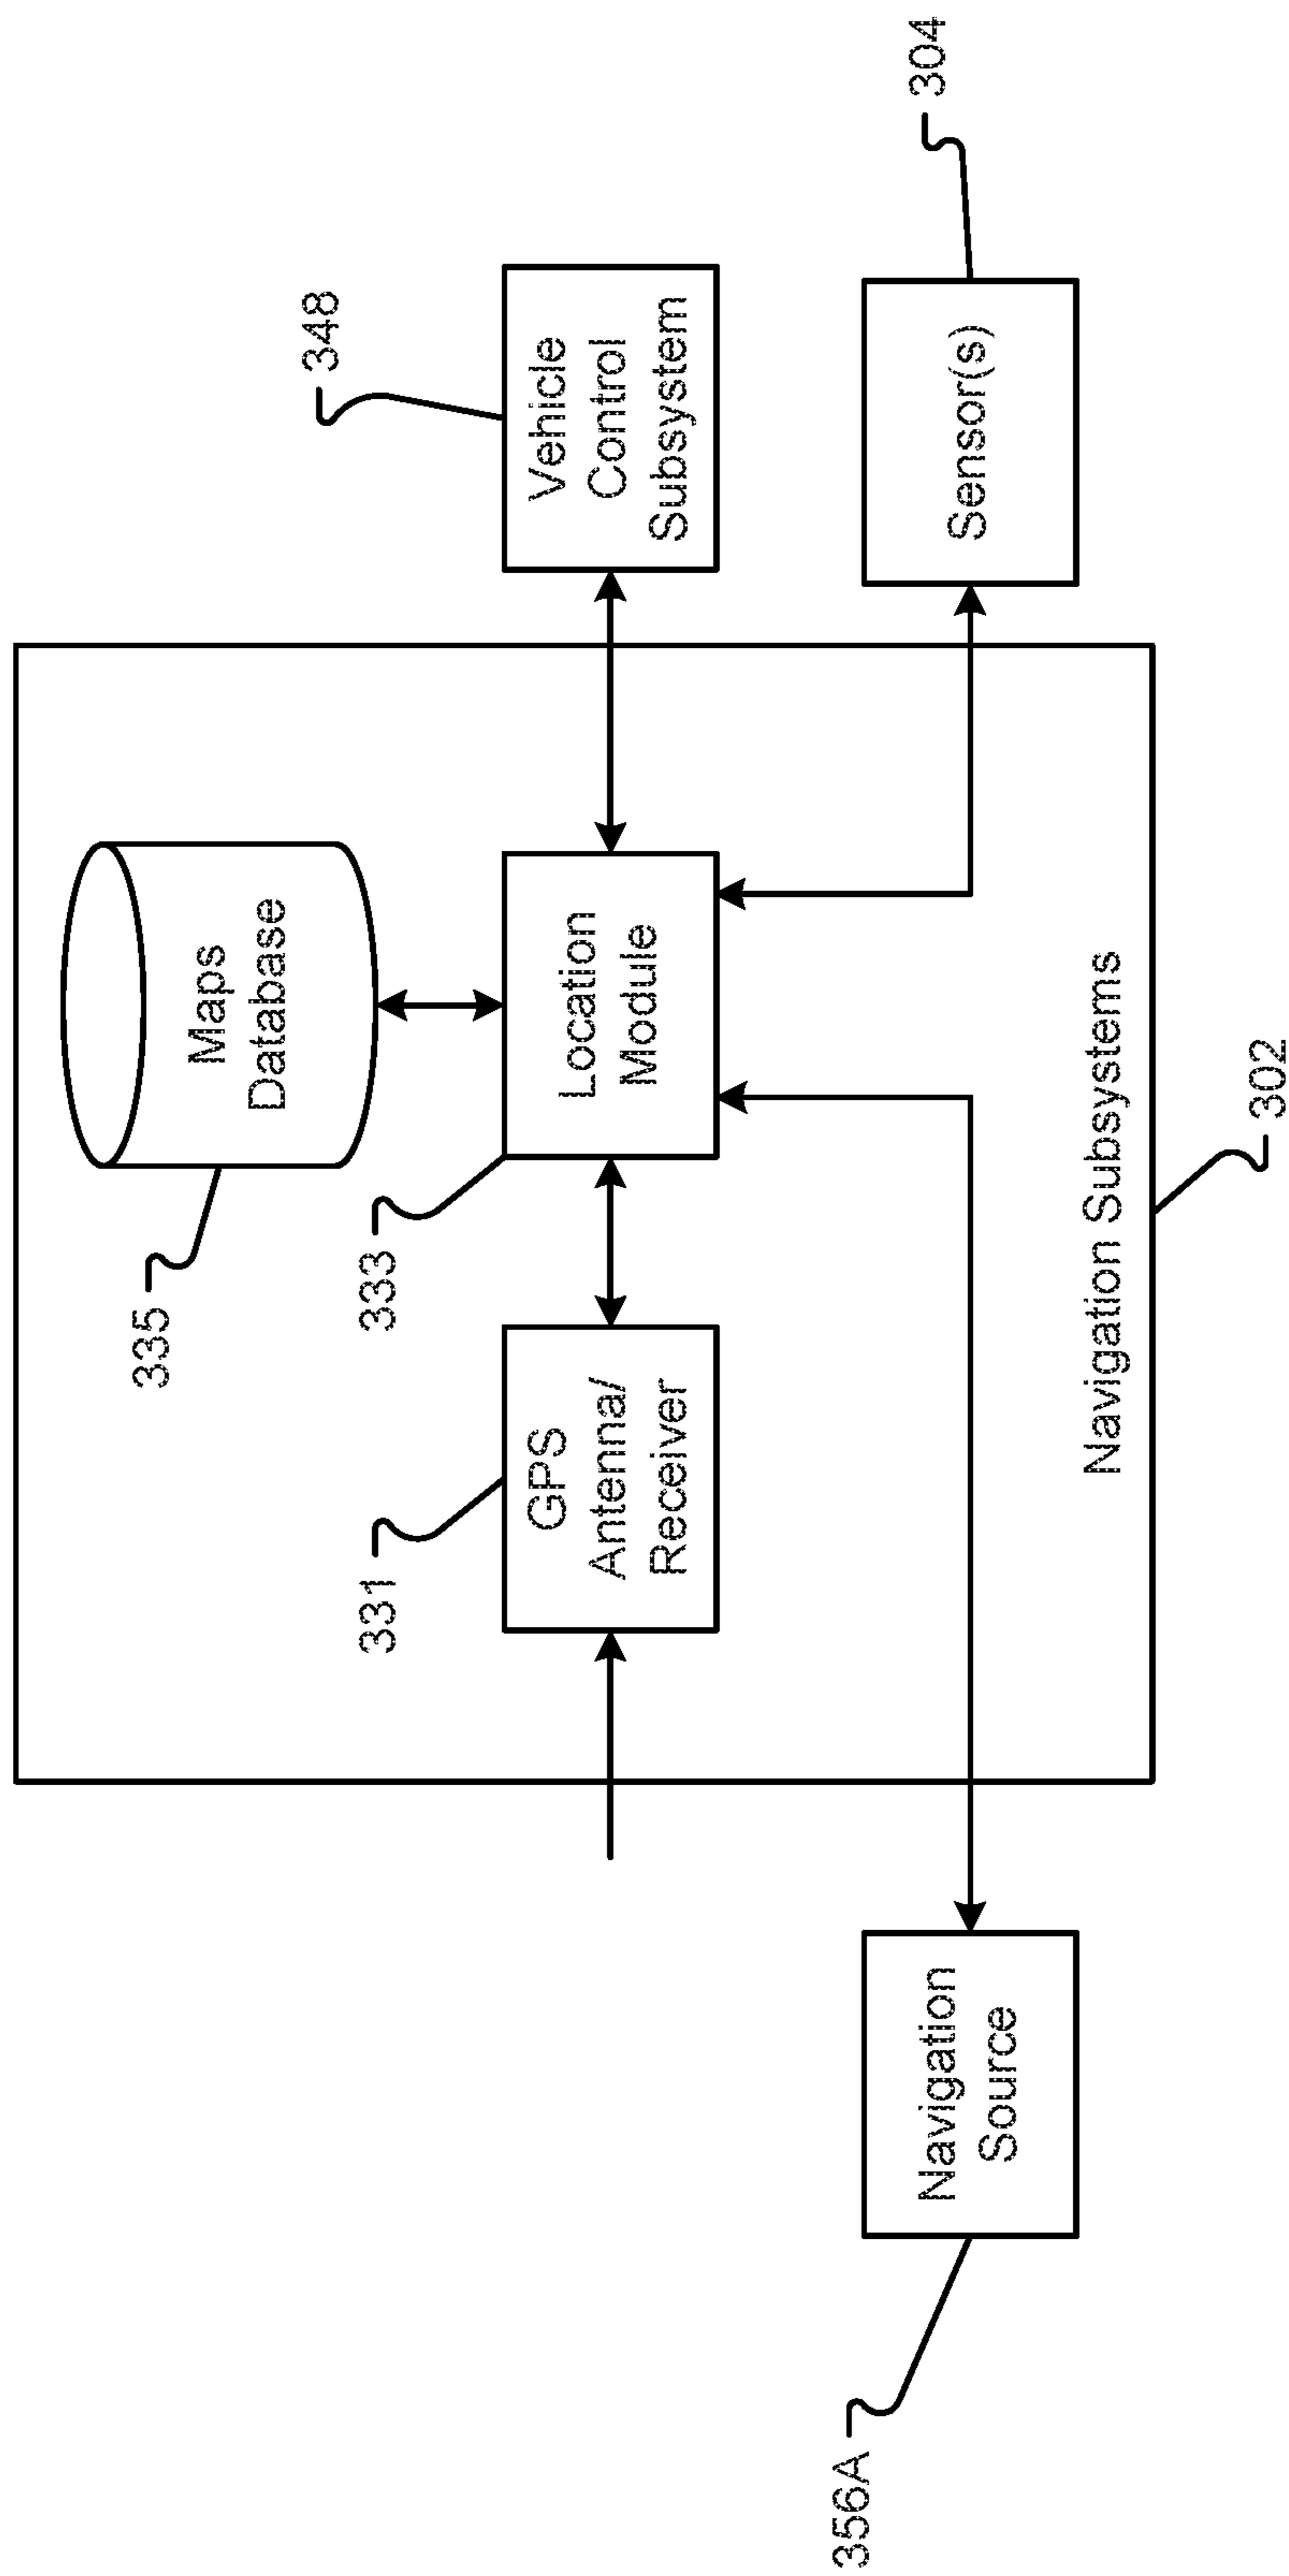 335
Maps
Database
348
Vehicle
Control
Subsystem
331
GPS
Antenna/
Receiver
333
Location
Module
304
Sensor(s)
356A
Navigation
Source
Navigation Subsystems
302